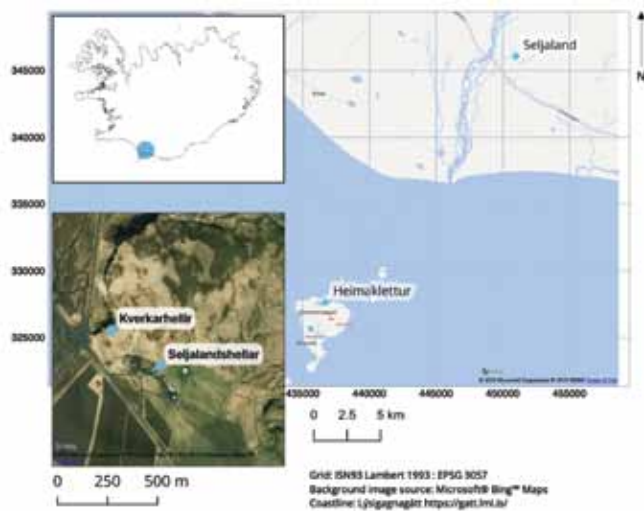 345000
340000
335000
330000
325000
Seljaland
N
Heimaklettur
Kverkarhellir
Seljalandshellar
435000
440000
445000
450000
455000
0 2.5 5 km
0 250 500 m
Grid: ISN93 Lambert 1993 : EPSG 3057
Background image source: Microsoft® Bing™ Maps
Coastline: Lýsigagnagátt https://gatt.lmi.is/